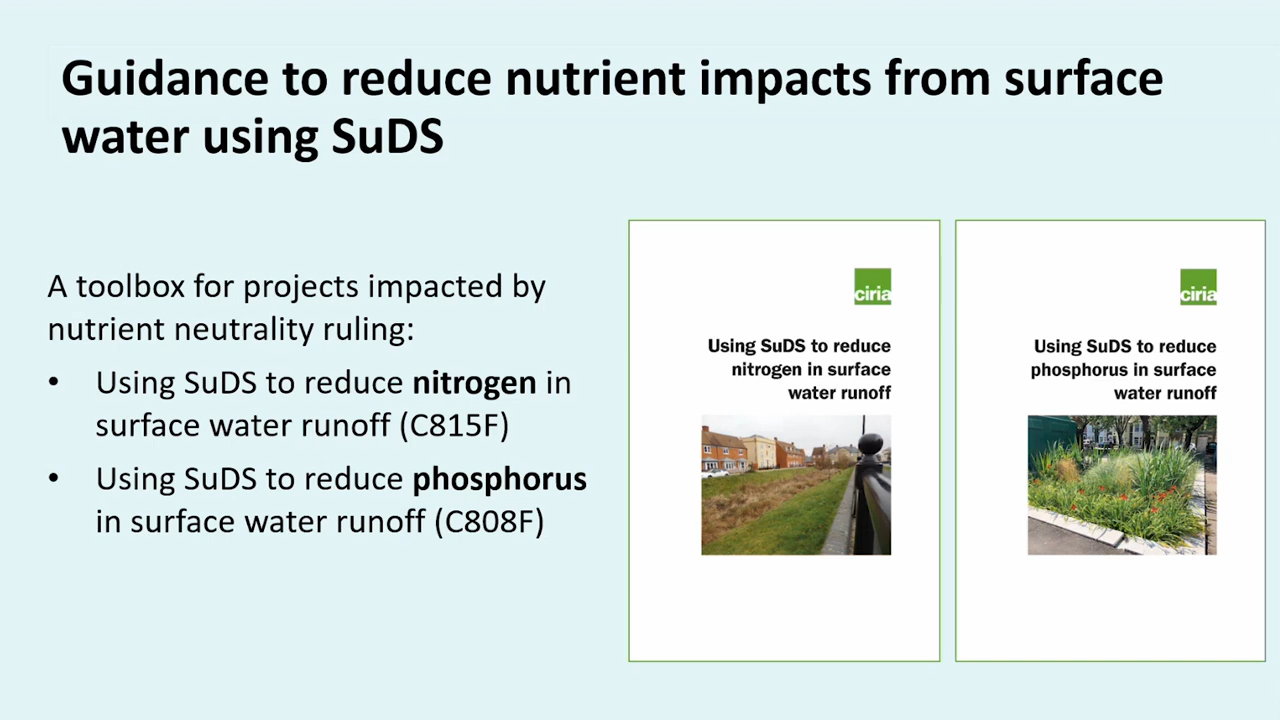 Guidance to reduce nutrient impacts from surface
water using SuDS
A toolbox for projects impacted by
nutrient neutrality ruling:
• Using SuDS to reduce nitrogen in
surface water runoff (C815F)
• Using SuDS to reduce phosphorus
in surface water runoff (C808F)
ciria
Using SuDS to reduce
nitrogen in surface
water runoff
ciria
Using SuDS to reduce
phosphorus in surface
water runoff